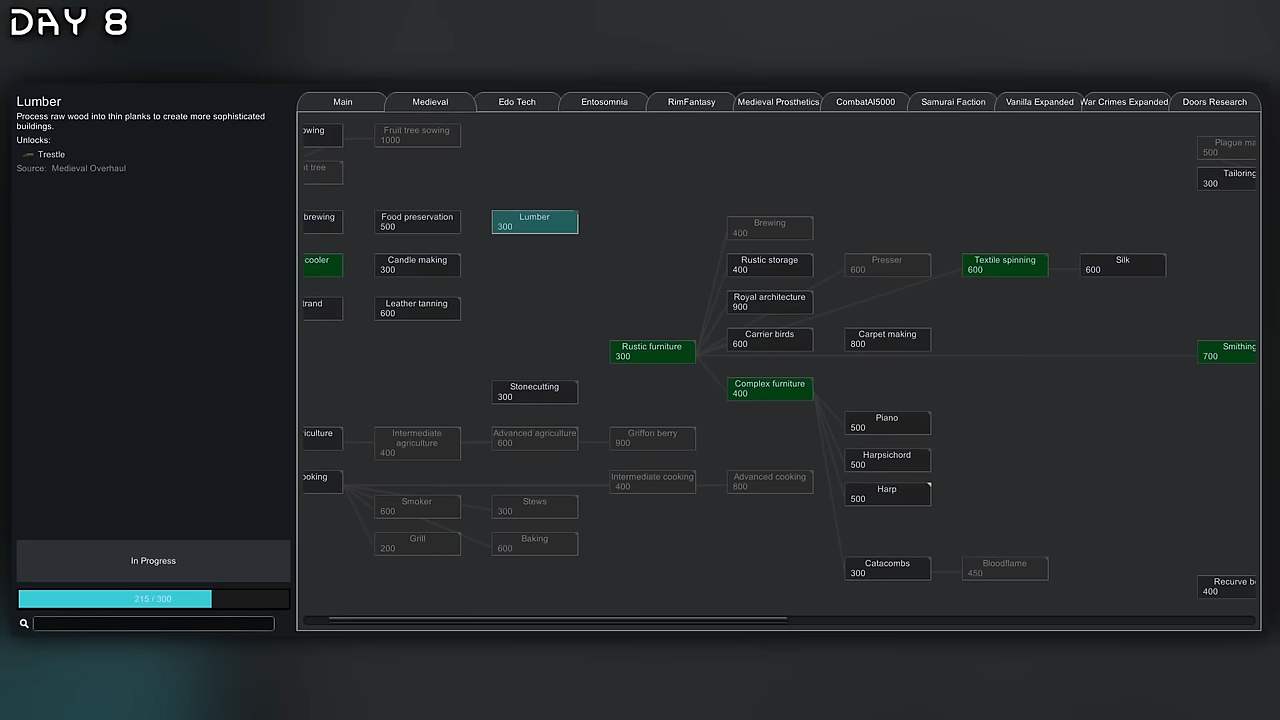 DAY 8
Lumber
Process raw wood into thin planks to create more sophisticated
buildings.
Unlocks:
Trestle
Source: Medieval Overhaul
In Progress
215 / 300
Main
Medieval
Edo Tech
Entosomnia
RimFantasy
Medieval Prosthetics
CombatAI5000
Samurai Faction
Vanilla Expanded
War Crimes Expanded
Doors Research
owing
Fruit tree sowing
1000
ot tree
Plague ma
500
Tailoring
300
brewing
Food preservation
500
Lumber
300
Brewing
400
cooler
Candle making
300
Rustic storage
400
Presser
600
Textile spinning
600
Silk
600
trand
Leather tanning
600
Royal architecture
900
Carrier birds
600
Carpet making
800
Rustic furniture
300
Smithing
700
Stonecutting
300
Complex furniture
400
Piano
500
iculture
Intermediate
agriculture
400
Advanced agriculture
600
Griffon berry
900
Harpsichord
500
ooking
Intermediate cooking
400
Advanced cooking
800
Harp
500
Smoker
600
Stews
300
Grill
200
Baking
600
Catacombs
300
Bloodflame
450
Recurve b
400